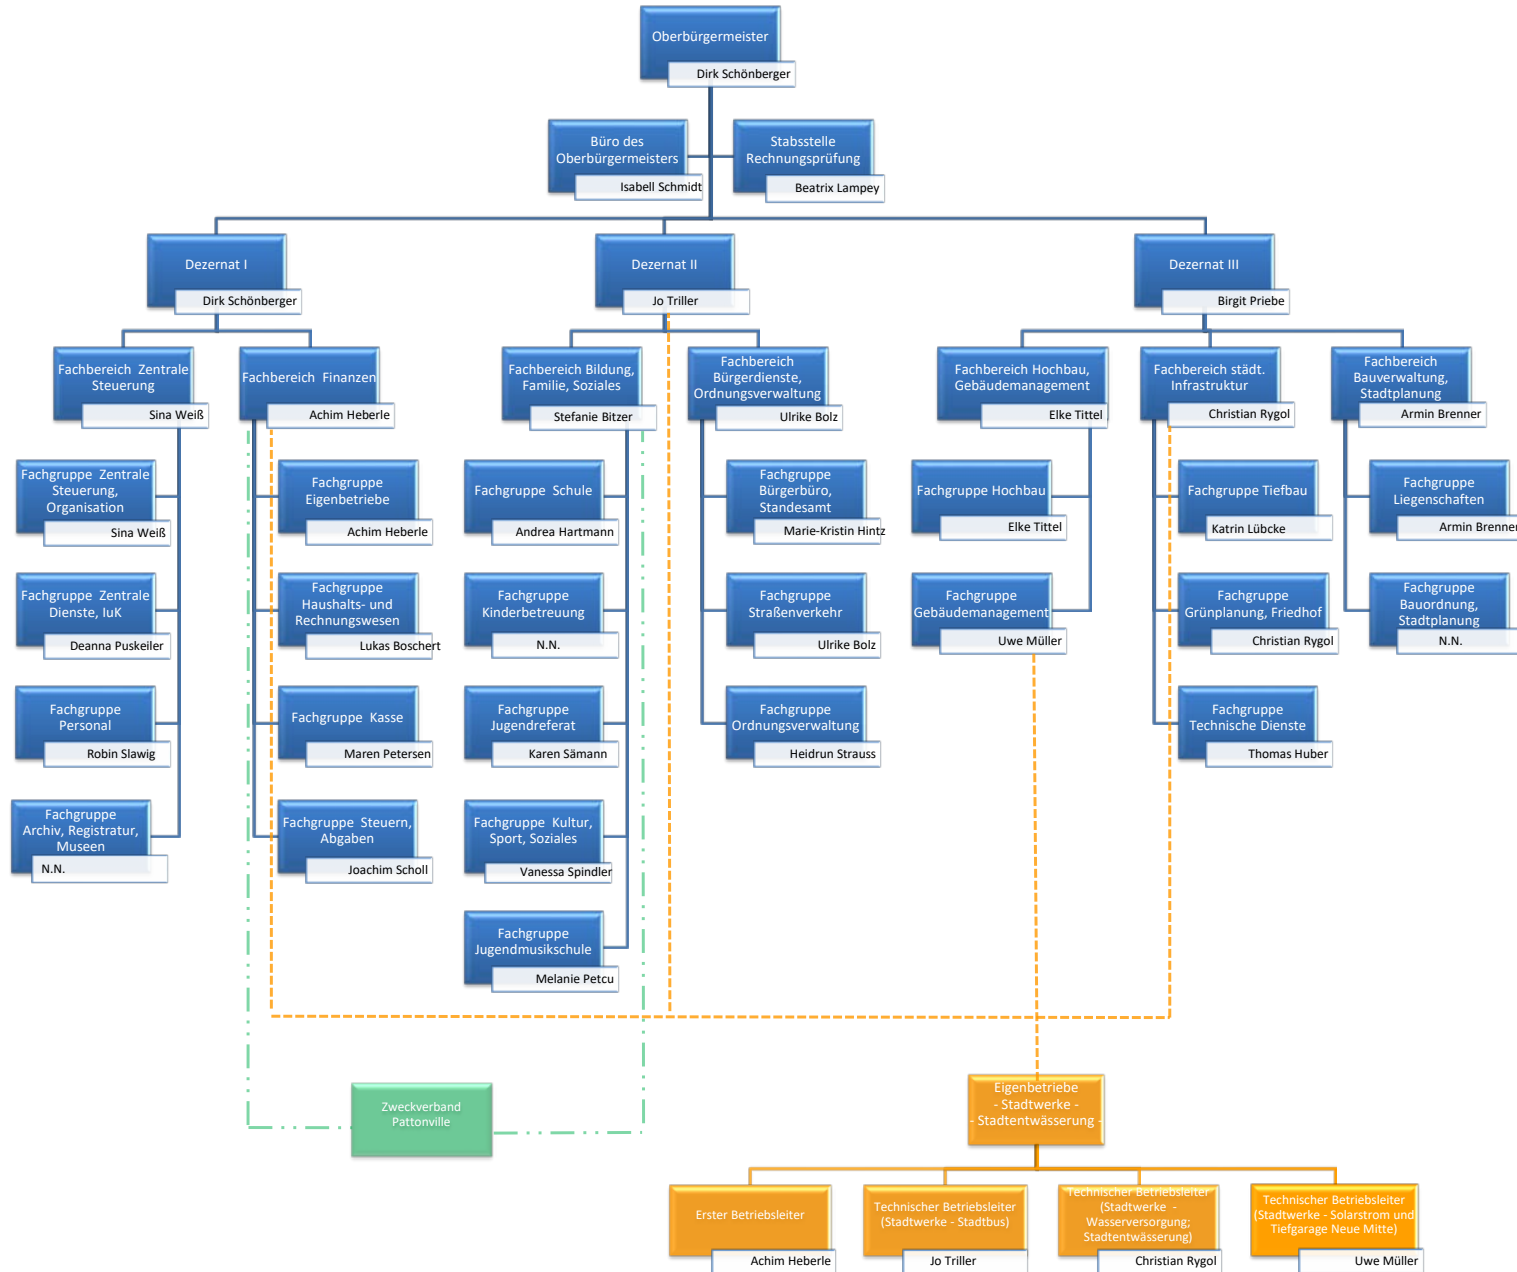 Oberbürgermeister
Dirk Schönberger
Büro des
Oberbürgermeisters
Isabell Schmidt
Stabsstelle
Rechnungsprüfung
Beatrix Lampey
Dezernat I
Dirk Schönberger
Dezernat II
Jo Triller
Dezernat III
Birgit Priebe
Fachbereich Zentrale
Steuerung
Sina Weiß
Fachbereich Finanzen
Achim Heberle
Fachbereich Bildung,
Familie, Soziales
Stefanie Bitzer
Fachbereich
Bürgerdienste,
Ordnungsverwaltung
Ulrike Bolz
Fachbereich Hochbau,
Gebäudemanagement
Elke Tittel
Fachbereich städt.
Infrastruktur
Christian Rygol
Fachbereich
Bauverwaltung,
Stadtplanung
Armin Brenner
Fachgruppe Zentrale
Steuerung,
Organisation
Sina Weiß
Fachgruppe
Eigenbetriebe
Achim Heberle
Fachgruppe Schule
Andrea Hartmann
Fachgruppe
Bürgerbüro,
Standesamt
Marie-Kristin Hintz
Fachgruppe Hochbau
Elke Tittel
Fachgruppe Tiefbau
Katrin Lübcke
Fachgruppe
Liegenschaften
Armin Brenner
Fachgruppe Zentrale
Dienste, IuK
Deanna Puskeiler
Fachgruppe
Haushalts- und
Rechnungswesen
Lukas Boschert
Fachgruppe
Kinderbetreuung
N.N.
Fachgruppe
Straßenverkehr
Ulrike Bolz
Fachgruppe
Gebäudemanagement
Uwe Müller
Fachgruppe
Grünplanung, Friedhof
Christian Rygol
Fachgruppe
Bauordnung,
Stadtplanung
N.N.
Fachgruppe
Personal
Robin Slawig
Fachgruppe Kasse
Maren Petersen
Fachgruppe
Jugendreferat
Karen Sämann
Fachgruppe
Ordnungsverwaltung
Heidrun Strauss
Fachgruppe
Technische Dienste
Thomas Huber
Fachgruppe
Archiv, Registratur,
Museen
N.N.
Fachgruppe Steuern,
Abgaben
Joachim Scholl
Fachgruppe Kultur,
Sport, Soziales
Vanessa Spindler
Fachgruppe
Jugendmusikschule
Melanie Petcu
Zweckverband
Pattonville
Eigenbetriebe
- Stadtwerke -
- Stadtentwässerung -
Erster Betriebsleiter
Achim Heberle
Technischer Betriebsleiter
(Stadtwerke - Stadtbus)
Jo Triller
Technischer Betriebsleiter
(Stadtwerke -
Wasserversorgung;
Stadtentwässerung)
Christian Rygol
Technischer Betriebsleiter
(Stadtwerke - Solarstrom und
Tiefgarage Neue Mitte)
Uwe Müller